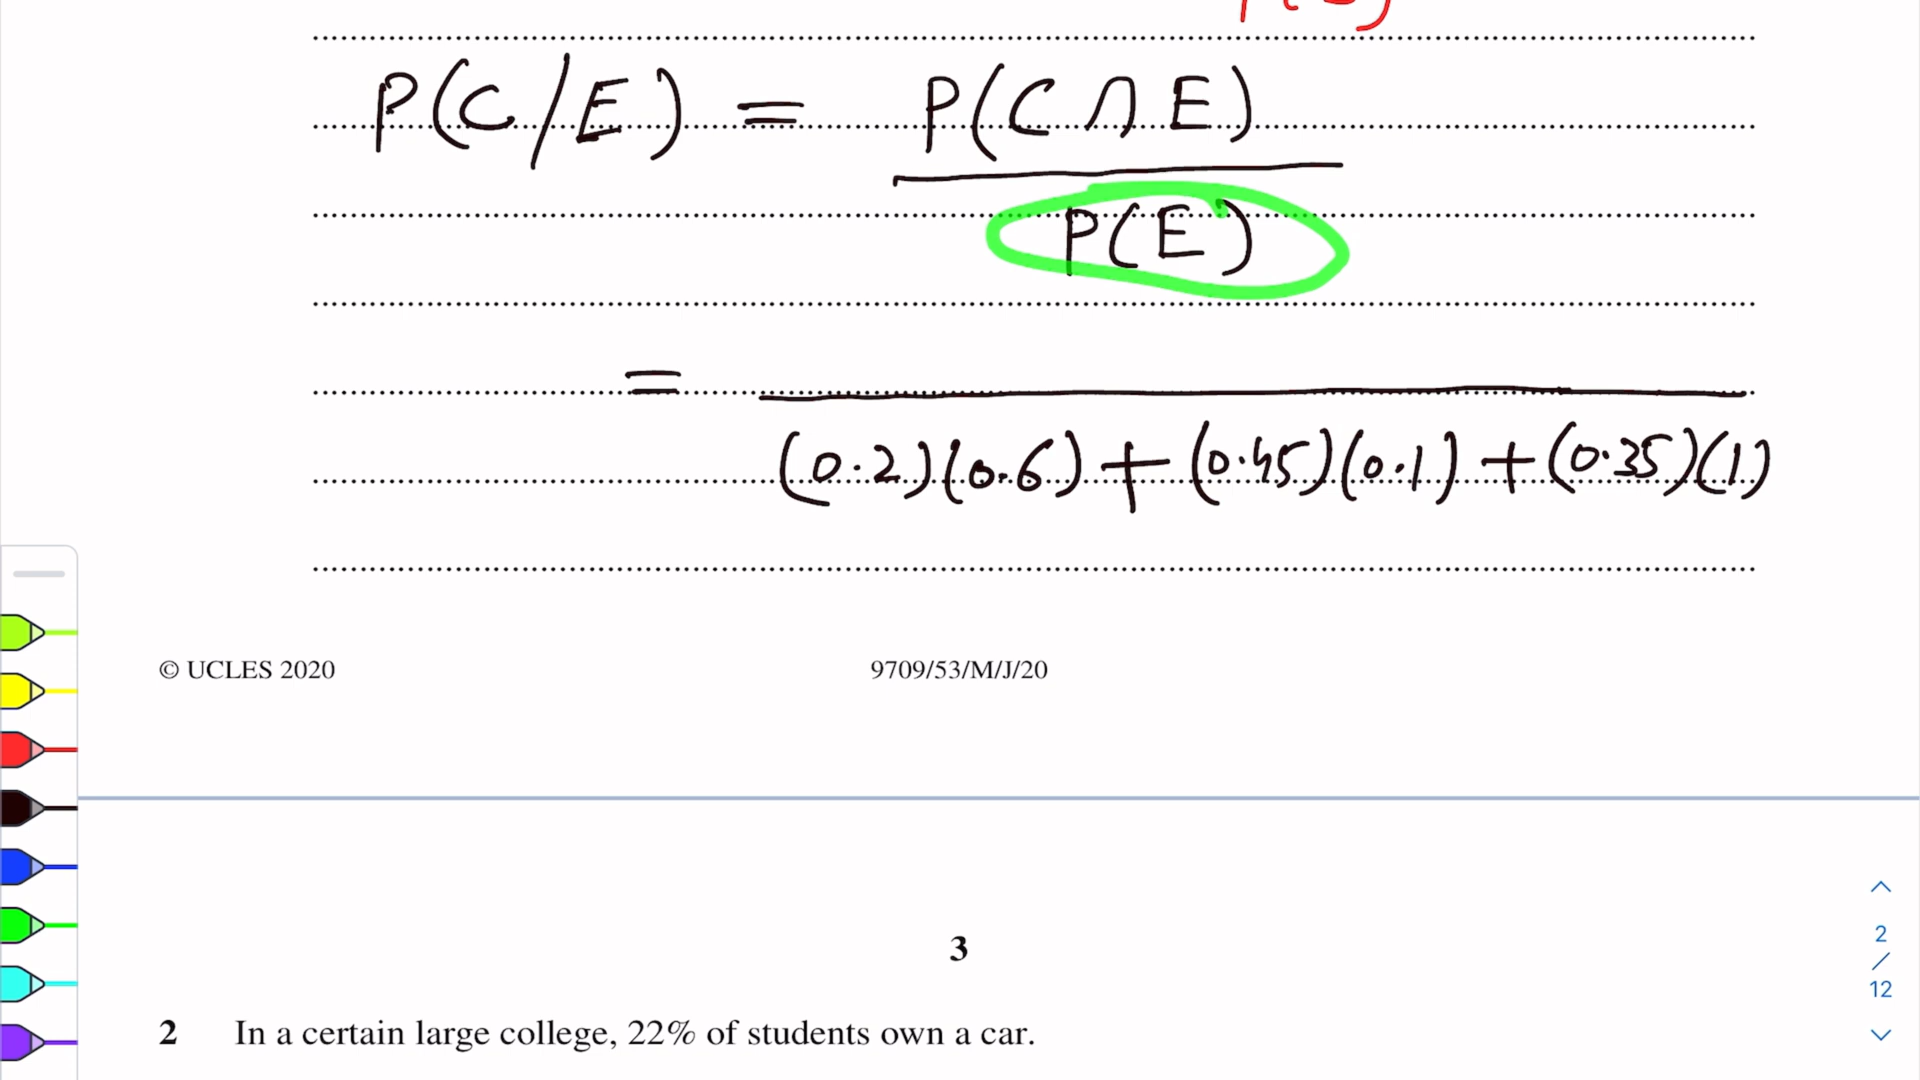 P(C/E) = P(C∩E)
P(E)
=
(0.2)(0.6) + (0.45)(0.1) + (0.35)(1)
© UCLES 2020 9709/53/M/J/20
3
2 In a certain large college, 22% of students own a car.
2
/
12